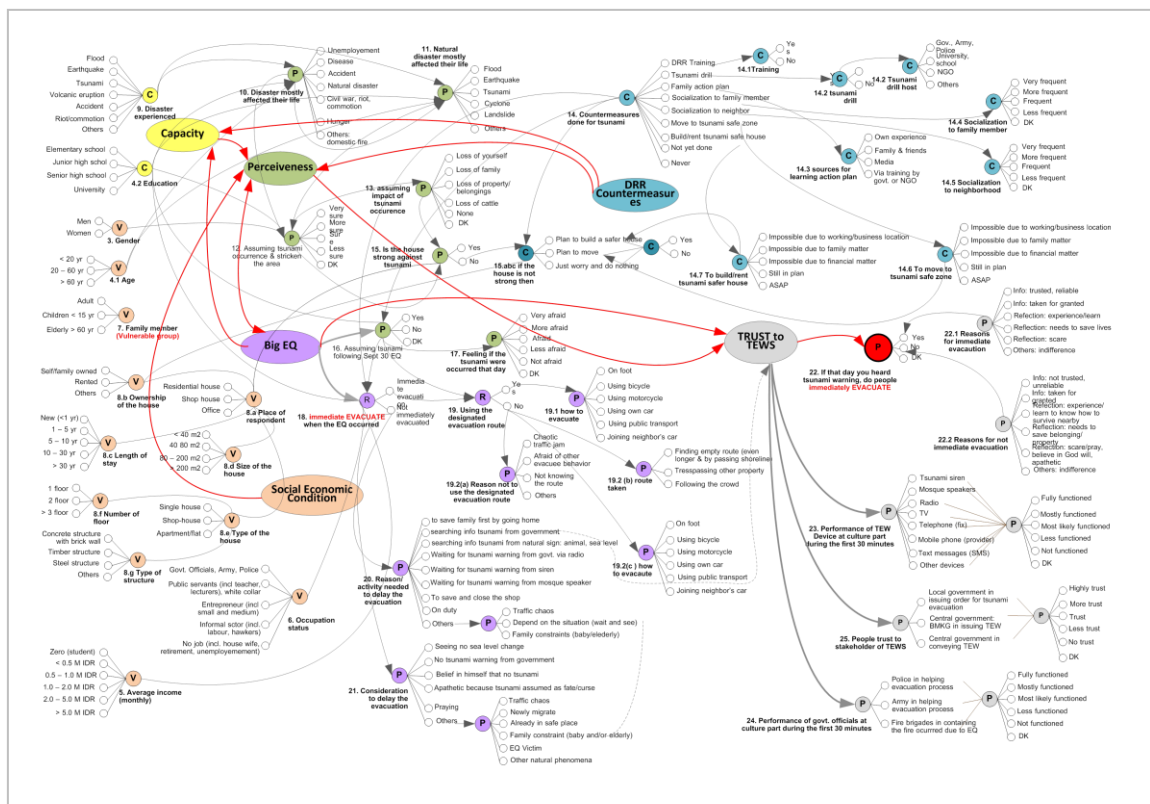 Flood
Earthquake
Tsunami
Volcanic eruption
Accident
Riot/commotion
Others
C
9. Disaster
experienced
Unemployement
Disease
Accident
Natural disaster
Civil war, riot,
commotion
Hunger
Others:
domestic fire
P
10. Disaster mostly
affected their life
11. Natural
disaster mostly
affected their life
P
Flood
Earthquake
Tsunami
Cyclone
Landslide
Others
C
14. Countermeasures
done for tsunami
DRR Training
Tsunami drill
Family action plan
Socialization to family member
Socialization to neighbor
Move to tsunami safe zone
Build/rent tsunami safe house
Not yet done
Never
C
14.1Training
Ye
s
No
C
14.2 tsunami
drill
No
C
14.2 Tsunami
drill host
Gov., Army,
Police
University,
school
NGO
Others
C
14.4 Socialization
to family member
Very frequent
More frequent
Frequent
Less frequent
DK
C
14.3 sources for
learning action plan
Own experience
Family & friends
Media
Via training by
govt. or NGO
C
14.5 Socialization
to neighborhood
Very frequent
More frequent
Frequent
Less frequent
DK
Capacity
Perceiveness
DRR
Countermeasu
res
Elementary school
Junior high schol
Senior high school
University
C
4.2 Education
Men
Women
V
3. Gender
< 20 yr
20 – 60 yr
> 60 yr
V
4.1 Age
Adult
Children < 15 yr
Elderly > 60 yr
V
7. Family member
(Vulnerable group)
P
12. Assuming tsunami
occurrence & stricken
the area
Very
sure
More
sure
Sur
e
Less
sure
DK
13. assuming
impact of
tsunami
occurence
P
Loss of yourself
Loss of family
Loss of property/
belongings
Loss of cattle
None
DK
15. Is the house
strong against
tsunami
P
Yes
No
C
15.abc if the
house is not
strong then
Plan to build a safer house
Plan to move
Just worry and do nothing
C
Yes
No
C
14.7 To build/rent
tsunami safer house
Impossible due to working/business location
Impossible due to family matter
Impossible due to financial matter
Still in plan
ASAP
C
14.6 To move to
tsunami safe zone
Impossible due to working/business location
Impossible due to family matter
Impossible due to financial matter
Still in plan
ASAP
Big EQ
P
16. Assuming tsunami
following Sept 30 EQ
Yes
No
DK
P
17. Feeling if the
tsunami were
occurred that day
Very afraid
More afraid
Afraid
Less afraid
Not afraid
DK
TRUST to
TEWS
P
22. If that day you heard
tsunami warning, do people
immediately EVACUATE
Yes
No
DK
P
22.1 Reasons
for immediate
evacaution
Info: trusted, reliable
Info: taken for granted
Refection: experience/learn
Refection: needs to save lives
Refection: scare
Others: indifference
P
22.2 Reasons for not
immediate evacuation
Info: not trusted,
unreliable
Info: taken for
granted
Refection: experience/
learn to know how to
survive nearby
Refection: needs to
save belonging/
property
Refection: scare/pray,
believe in God will,
apathetic
Others: indifference
Self/family owned
Rented
Others
V
8.b Ownership
of the house
Residential house
Shop house
Office
V
8.a Place of
respondent
New (<1 yr)
1 – 5 yr
5 – 10 yr
10 – 30 yr
> 30 yr
V
8.c Length of
stay
< 40 m2
40 80 m2
80 – 200 m2
> 200 m2
V
8.d Size of the
house
R
18. immediate EVACUATE
when the EQ occurred
Immedia
te
evacuati
on
Not
immediately
evacuated
R
19. Using the
designated
evacuation route
Ye
s
No
P
19.1 how to
evacuate
On foot
Using bicycle
Using motorcycle
Using own car
Using public transport
Joining neighbor's car
P
19.2(a) Reason not to
use the designated
evacuation route
Chaotic
traffic jam
Afraid of other
evacuee behavior
Not knowing
the route
Others
P
19.2 (b) route
taken
Finding empty route (even
longer & by passing shoreline)
Tresspassing other property
Following the crowd
Social Economic
Condition
1 floor
2 floor
> 3 floor
V
8.f Number of
floor
Single house
Shop-house
Apartment/flat
V
8.e Type of
the house
Concrete structure
with brick wall
Timber structure
Steel structure
Others
V
8.g Type of
structure
Govt. Officials, Army, Police
Public servants (incl teacher,
lecturers), white collar
Entrepreneur (incl
small and medium)
Informal actor (incl.
labour, hawkers)
No job (incl. house wife,
retirement, unemployement)
V
6. Occupation
status
Zero (student)
< 0.5 M IDR
0.5 – 1.0 M IDR
1.0 – 2.0 M IDR
2.0 – 5.0 M IDR
> 5.0 M IDR
V
5. Average income
(monthly)
P
20. Reason/
activity needed
to delay the
evacuation
to save family first by going home
searching info tsunami from government
searching info tsunami from natural sign: animal, sea level
Waiting for tsunami warning from govt. via radio
Waiting for tsunami warning from siren
Waiting for tsunami warning from mosque speaker
To save and close the shop
On duty
Others
P
Traffic chaos
Depend on the situation (wait and see)
Family constraints (baby/elederly)
P
19.2(c ) how to
evacaute
On foot
Using bicycle
Using motorcycle
Using own car
Using public transport
Joining neighbor's car
P
21. Consideration
to delay the
evacuation
Seeing no sea level change
No tsunami warning from government
Belief in himself that no tsunami
Apathetic because tsunami assumed as fate/curse
Praying
Others
P
Traffic chaos
Newly migrate
Already in safe place
Family constraint (baby and/or-elderly)
EQ Victim
Other natural phenomena
P
23. Performance of TEW
Device at culture part
during the first 30 minutes
Tsunami siren
Mosque speakers
Radio
TV
Telephone (fix)
Mobile phone (provider)
Text messages (SMS)
Other devices
P
Fully functioned
Mostly functioned
Most likely functioned
Less functioned
Not functioned
DK
P
25. People trust to
stakeholder of TEWS
Local government in
issuing order for tsunami
evacuation
Central government:
BMKG in issuing TEW
Central government in
conveying TEW
P
Highly trust
More trust
Trust
Less trust
No trust
DK
P
24. Performance of govt. officials at
culture part during the first 30 minutes
Police in helping
evacuation process
Army in helping
evacuation process
Fire brigades in containing
the fire ocurrred due to EQ
P
Fully functioned
Mostly functioned
Most likely functioned
Less functioned
Not functioned
DK